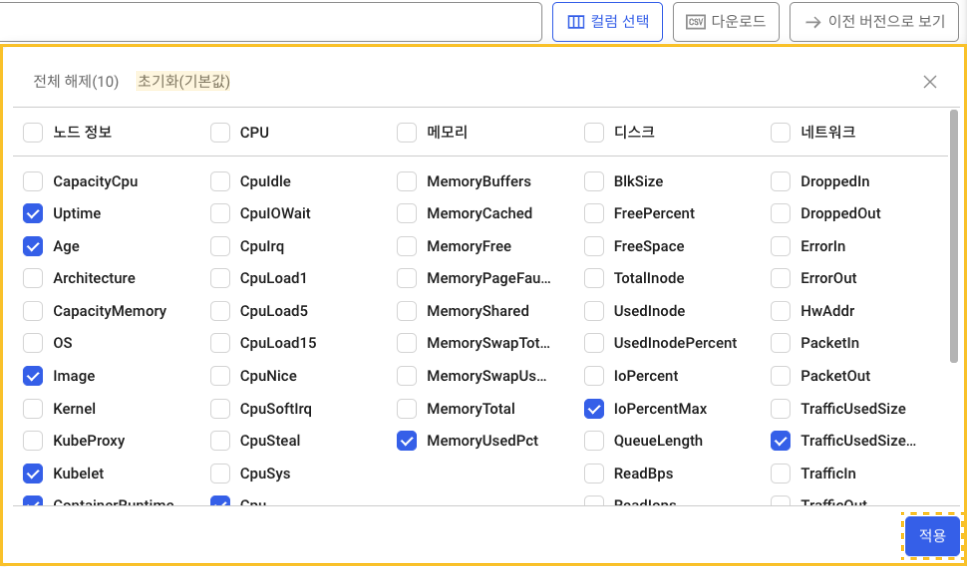 컬럼 선택 CSV 다운로드 이전 버전으로 보기
전체 해제(10) 초기화(기본값)
노드 정보 CPU 메모리 디스크 네트워크
CapacityCpu CpuIdle MemoryBuffers BlkSize DroppedIn
Uptime CpuIOWait MemoryCached FreePercent DroppedOut
Age CpuIrq MemoryFree FreeSpace ErrorIn
Architecture CpuLoad1 MemoryPageFau... TotalInode ErrorOut
CapacityMemory CpuLoad5 MemoryShared UsedInode HwAddr
OS CpuLoad15 MemorySwapTot... UsedInodePercent PacketIn
Image CpuNice MemorySwapUs... IoPercent PacketOut
Kernel CpuSoftIrq MemoryTotal IoPercentMax TrafficUsedSize
KubeProxy CpuSteal MemoryUsedPct QueueLength TrafficUsedSize...
Kubelet CpuSys ReadBps TrafficIn
ContainerRuntime Cpu ReadIops TrafficOut
적용